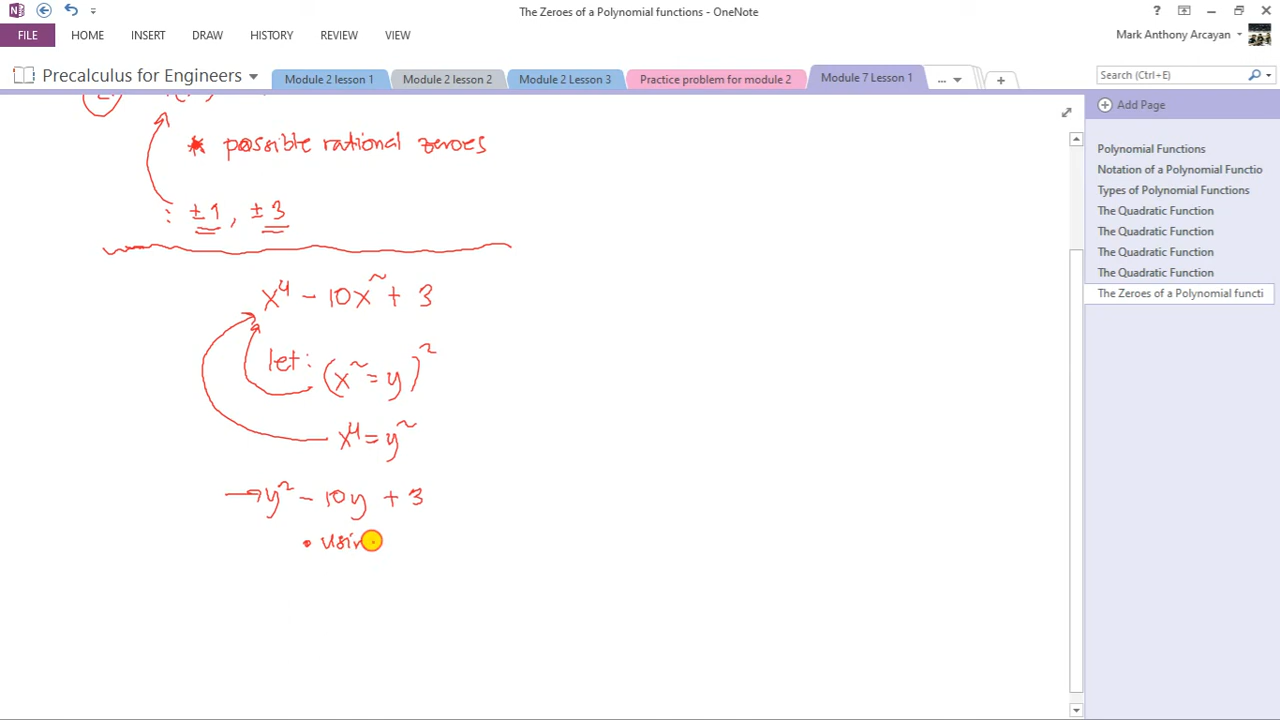 The Zeroes of a Polynomial functions - OneNote
FILE HOME INSERT DRAW HISTORY REVIEW VIEW
Mark Anthony Arcayan
Precalculus for Engineers
Module 2 lesson 1 Module 2 lesson 2 Module 2 Lesson 3 Practice problem for module 2 Module 7 Lesson 1 ...
Search (Ctrl+E)
Add Page
Polynomial Functions
Notation of a Polynomial Functio
Types of Polynomial Functions
The Quadratic Function
The Quadratic Function
The Quadratic Function
The Quadratic Function
The Zeroes of a Polynomial functi
* possible rational zeroes
: ±1, ±3
x⁴ - 10x² + 3
let: (x² = y)²
x⁴ = y²
→ y² - 10y + 3
• usin